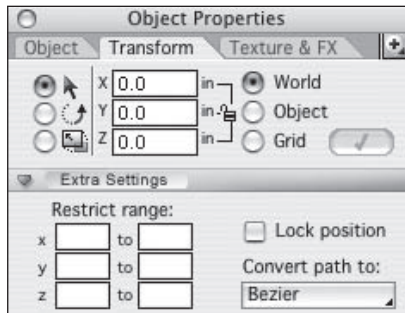 Object Properties
Object Transform Texture & FX
X 0.0 in World
Y 0.0 in Object
Z 0.0 in Grid
Extra Settings
Restrict range:
x to
y to
z to
Lock position
Convert path to:
Bezier